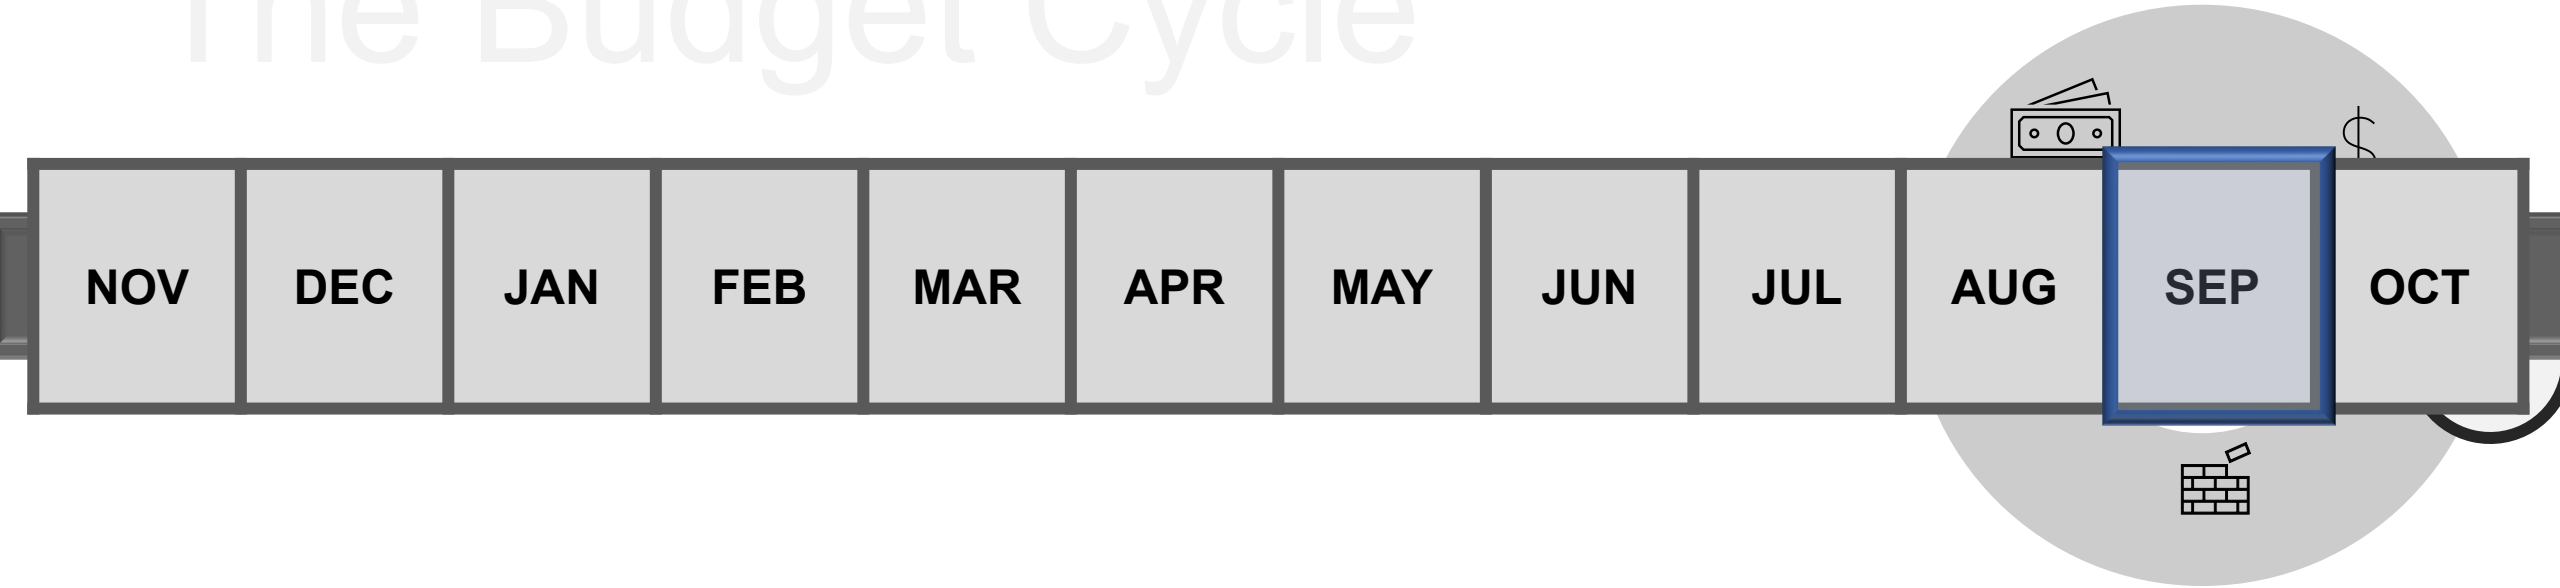 The Budget Cycle
NOV DEC JAN FEB MAR APR MAY JUN JUL AUG SEP OCT
$